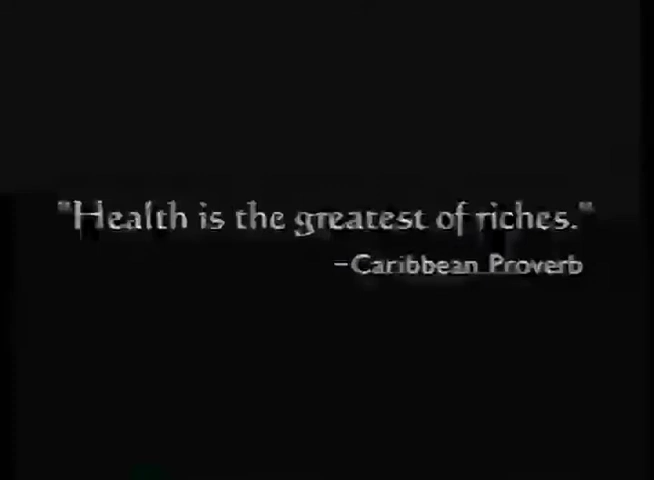 "Health is the greatest of riches."
-Caribbean Proverb